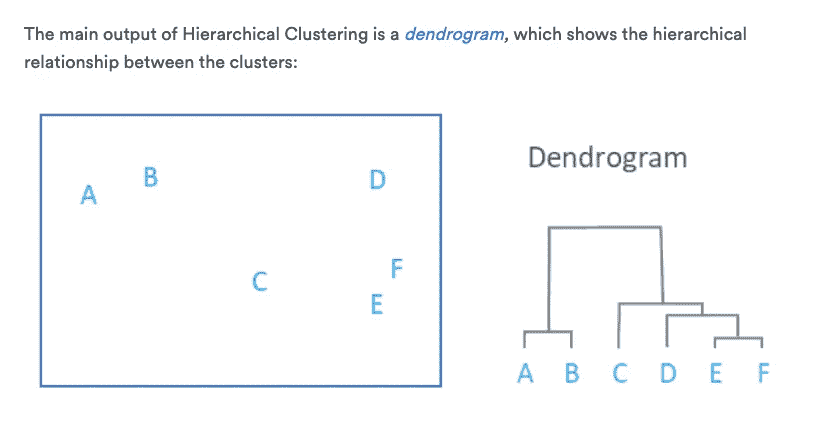 The main output of Hierarchical Clustering is a dendrogram, which shows the hierarchical
relationship between the clusters:
A
B
D
C
F
E
Dendrogram
A B C D E F